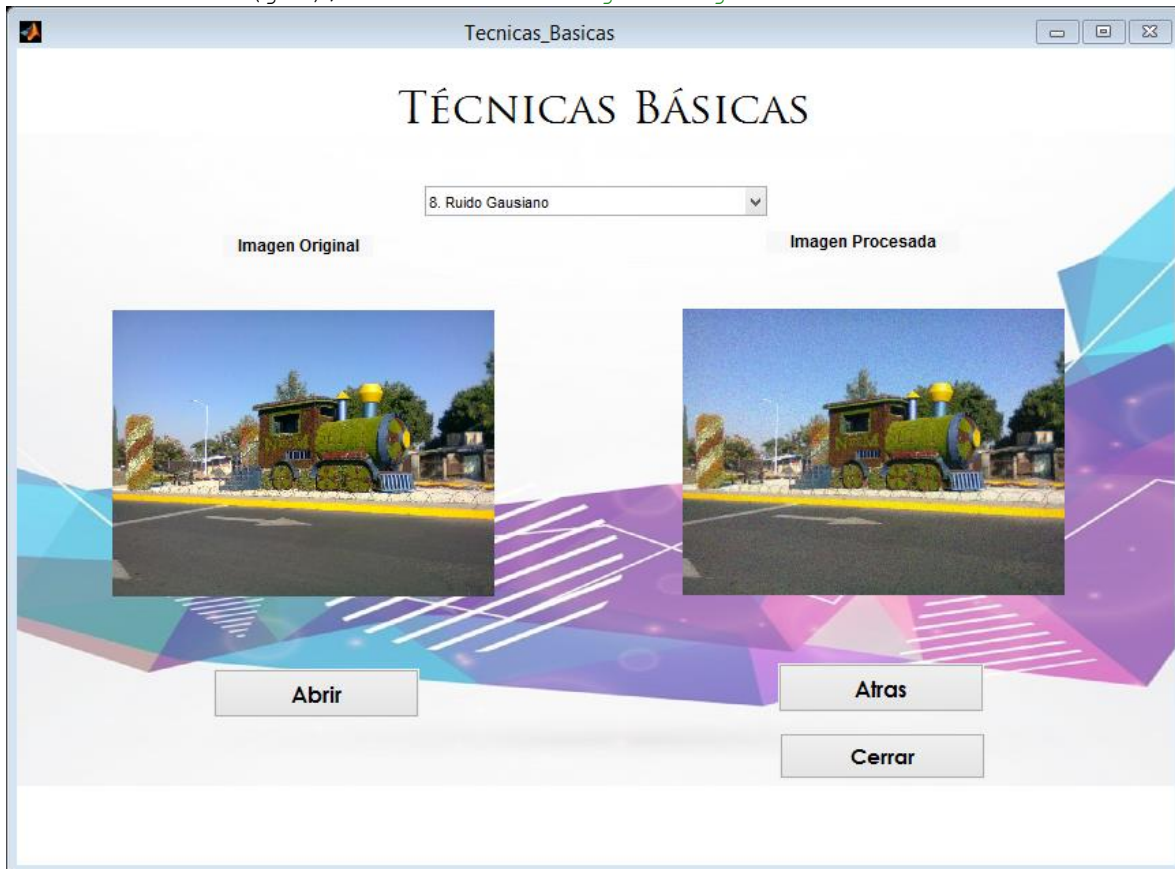 Tecnicas_Basicas
TÉCNICAS BÁSICAS
8. Ruido Gausiano
Imagen Original
Imagen Procesada
Abrir
Atras
Cerrar